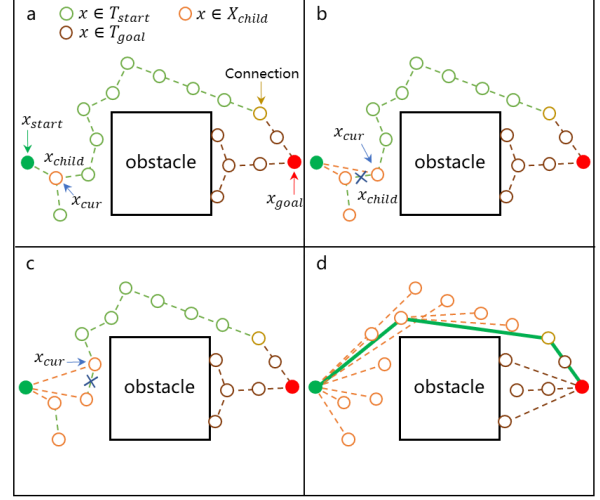 a
x ∈ T_start
x ∈ X_child
x ∈ T_goal
Connection
x_start
x_child
obstacle
x_cur
x_goal
b
x_cur
obstacle
x_child
c
x_cur
obstacle
d
obstacle